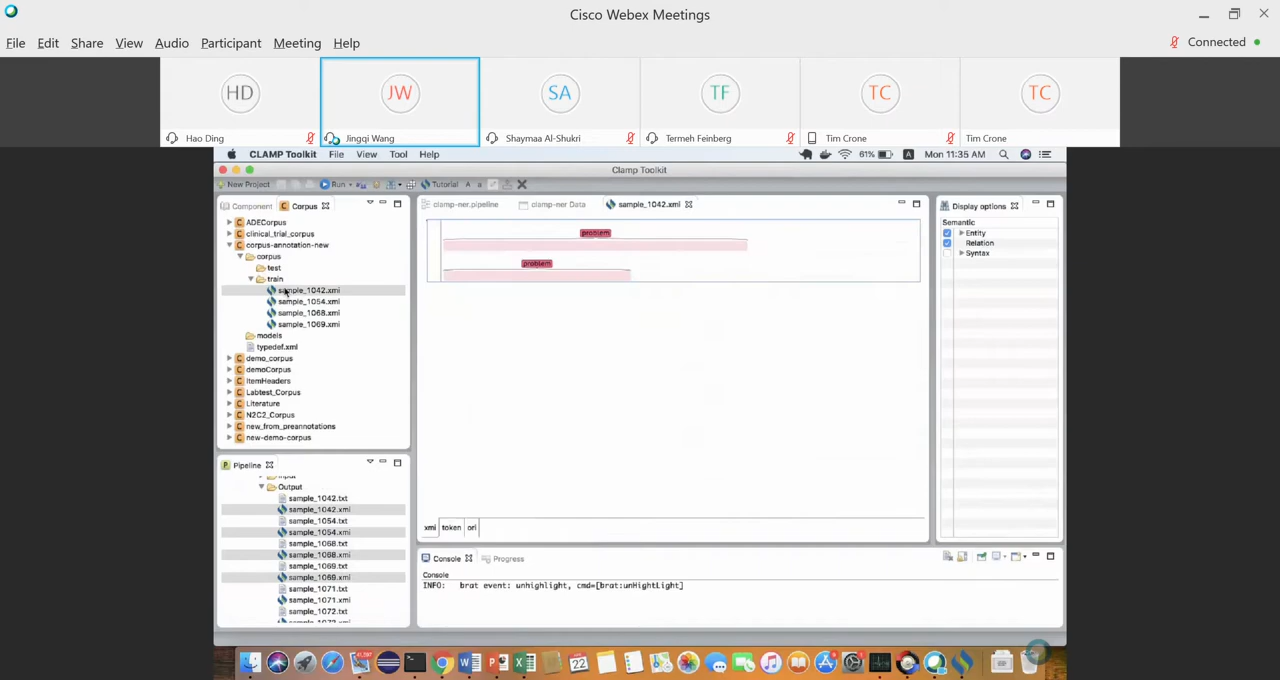 Cisco Webex Meetings
File Edit Share View Audio Participant Meeting Help
Connected
HD JW SA TF TC TC
Hao Ding Jingqi Wang Shaymaa Al-Shukri Termeh Feinberg Tim Crone Tim Crone
CLAMP Toolkit File View Tool Help
61% A Mon 11:35 AM
Clamp Toolkit
New Project Run Tutorial A a
Component Corpus
clamp-ner.pipeline clamp-ner Data sample_1042.xmi
Display options
ADECorpus
clinical_trial_corpus
corpus-annotation-new
corpus
test
train
sample_1042.xmi
sample_1054.xmi
sample_1068.xmi
sample_1069.xmi
models
typedef.xml
demo_corpus
demoCorpus
ItemHeaders
Labtest_Corpus
Literature
N2C2_Corpus
new_from_preannotations
new-demo-corpus
problem
problem
Semantic
Entity
Relation
Syntax
xmi token ori
Pipeline
Output
sample_1042.txt
sample_1042.xmi
sample_1054.txt
sample_1054.xmi
sample_1068.txt
sample_1068.xmi
sample_1069.txt
sample_1069.xmi
sample_1071.txt
sample_1071.xmi
sample_1072.txt
Console Progress
Console
INFO: brat event: unhighlight, cmd=[brat:unHightLight]
22